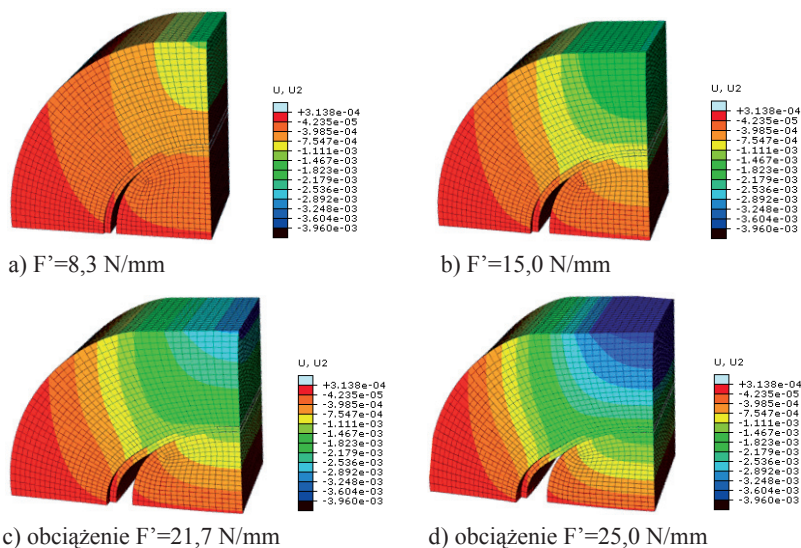 U, U2
+3.138e-04
-4.235e-05
-3.985e-04
-7.547e-04
-1.111e-03
-1.467e-03
-1.823e-03
-2.179e-03
-2.536e-03
-2.892e-03
-3.248e-03
-3.604e-03
-3.960e-03
a) F’=8,3 N/mm
U, U2
+3.138e-04
-4.235e-05
-3.985e-04
-7.547e-04
-1.111e-03
-1.467e-03
-1.823e-03
-2.179e-03
-2.536e-03
-2.892e-03
-3.248e-03
-3.604e-03
-3.960e-03
b) F’=15,0 N/mm
U, U2
+3.138e-04
-4.235e-05
-3.985e-04
-7.547e-04
-1.111e-03
-1.467e-03
-1.823e-03
-2.179e-03
-2.536e-03
-2.892e-03
-3.248e-03
-3.604e-03
-3.960e-03
c) obciążenie F’=21,7 N/mm
U, U2
+3.138e-04
-4.235e-05
-3.985e-04
-7.547e-04
-1.111e-03
-1.467e-03
-1.823e-03
-2.179e-03
-2.536e-03
-2.892e-03
-3.248e-03
-3.604e-03
-3.960e-03
d) obciążenie F’=25,0 N/mm